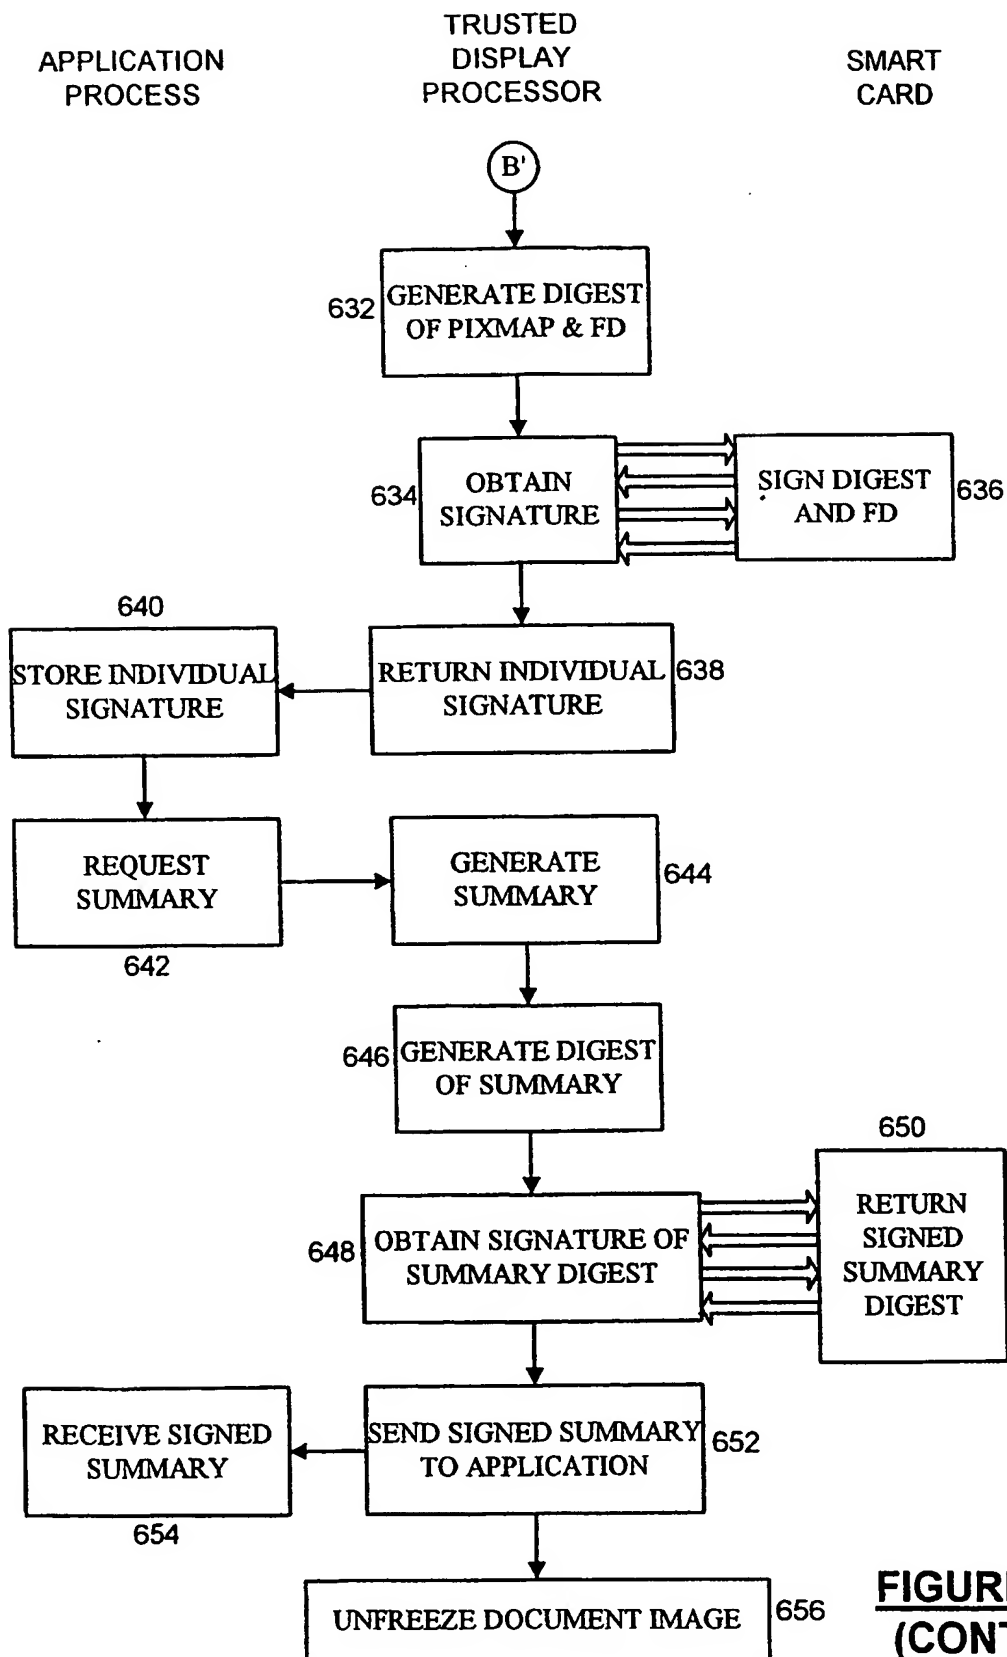 APPLICATION
PROCESS
TRUSTED
DISPLAY
PROCESSOR
SMART
CARD
B'
632
GENERATE DIGEST
OF PIXMAP & FD
634
OBTAIN
SIGNATURE
SIGN DIGEST
AND FD
636
640
STORE INDIVIDUAL
SIGNATURE
RETURN INDIVIDUAL
SIGNATURE
638
REQUEST
SUMMARY
642
GENERATE
SUMMARY
644
646
GENERATE DIGEST
OF SUMMARY
650
648
OBTAIN SIGNATURE OF
SUMMARY DIGEST
RETURN
SIGNED
SUMMARY
DIGEST
RECEIVE SIGNED
SUMMARY
654
SEND SIGNED SUMMARY
TO APPLICATION
652
UNFREEZE DOCUMENT IMAGE
656
FIGURE
(CONT